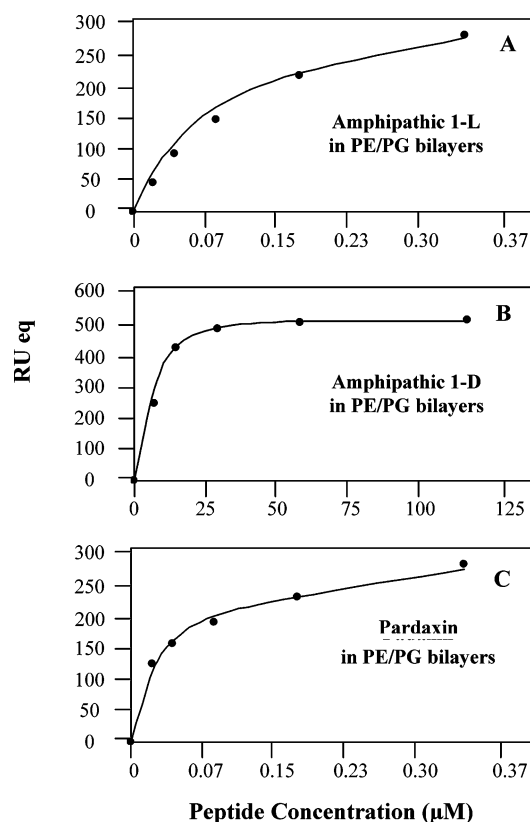 300
250
200
150
100
50
0
A
Amphipathic 1-L
in PE/PG bilayers
0 0.07 0.15 0.23 0.30 0.37
600
500
400
300
200
100
0
B
Amphipathic 1-D
in PE/PG bilayers
0 25 50 75 100 125
RU eq
300
250
200
150
100
50
0
C
Pardaxin
in PE/PG bilayers
0 0.07 0.15 0.23 0.30 0.37
Peptide Concentration (µM)